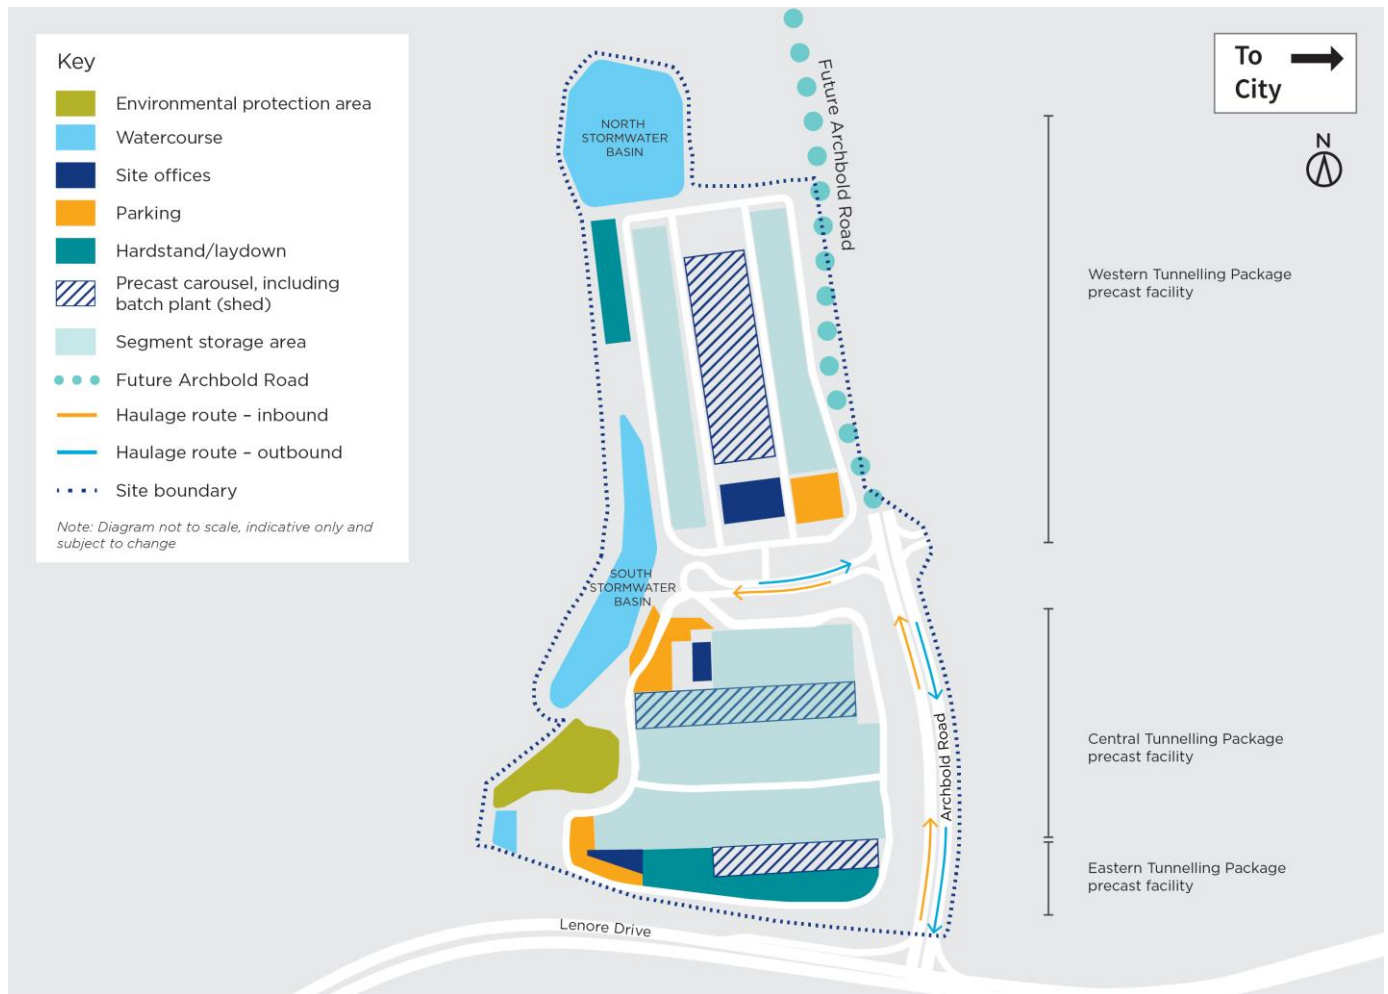 Key
Environmental protection area
Watercourse
Site offices
Parking
Hardstand/laydown
Precast carousel, including
batch plant (shed)
Segment storage area
Future Archbold Road
Haulage route – inbound
Haulage route – outbound
Site boundary
Note: Diagram not to scale, indicative only and
subject to change
NORTH
STORMWATER
BASIN
Future Archbold Road
To
City
N
Western Tunnelling Package
precast facility
SOUTH
STORMWATER
BASIN
Archbold Road
Central Tunnelling Package
precast facility
Eastern Tunnelling Package
precast facility
Lenore Drive